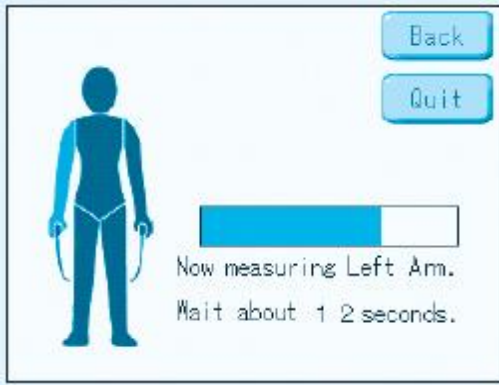 Back
Quit
Now measuring Left Arm.
Wait about 1 2 seconds.